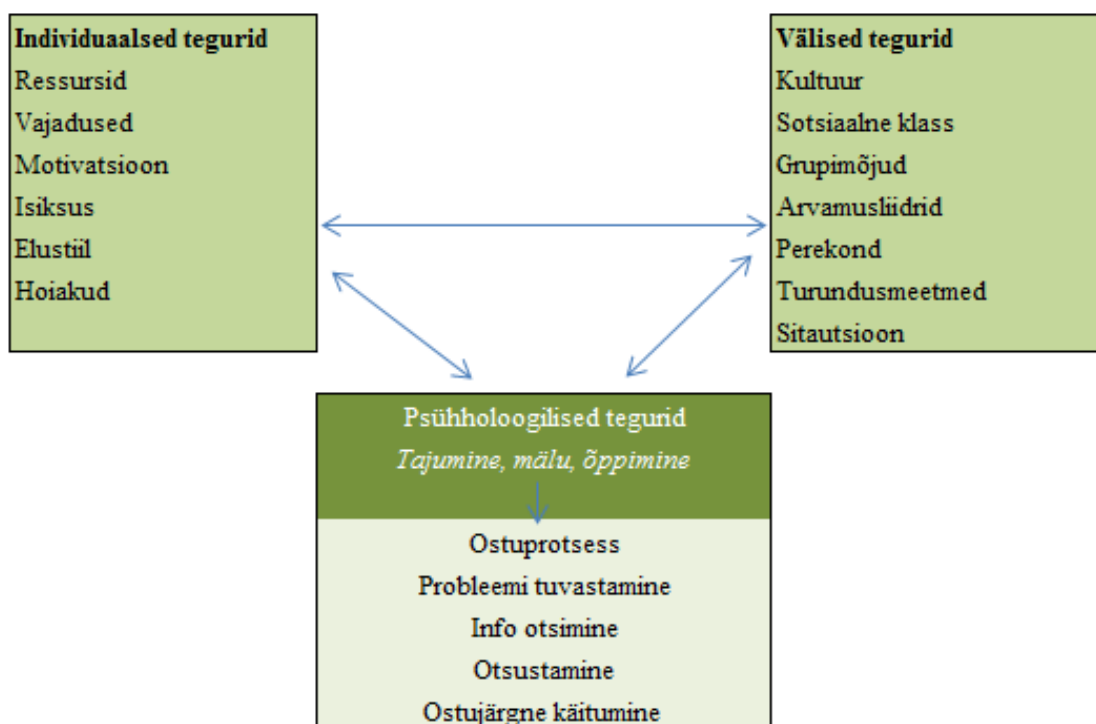 Individuaalsed tegurid
Ressursid
Vajadused
Motivatsioon
Isiksus
Elustiil
Hoiakud
Välised tegurid
Kultuur
Sotsiaalne klass
Grupimõjud
Arvamusliidrid
Perekond
Turundusmeetmed
Sitautsioon
Psühholoogilised tegurid
Tajumine, mälu, õppimine
Ostuprotsess
Probleemi tuvastamine
Info otsimine
Otsustamine
Ostujärgne käitumine